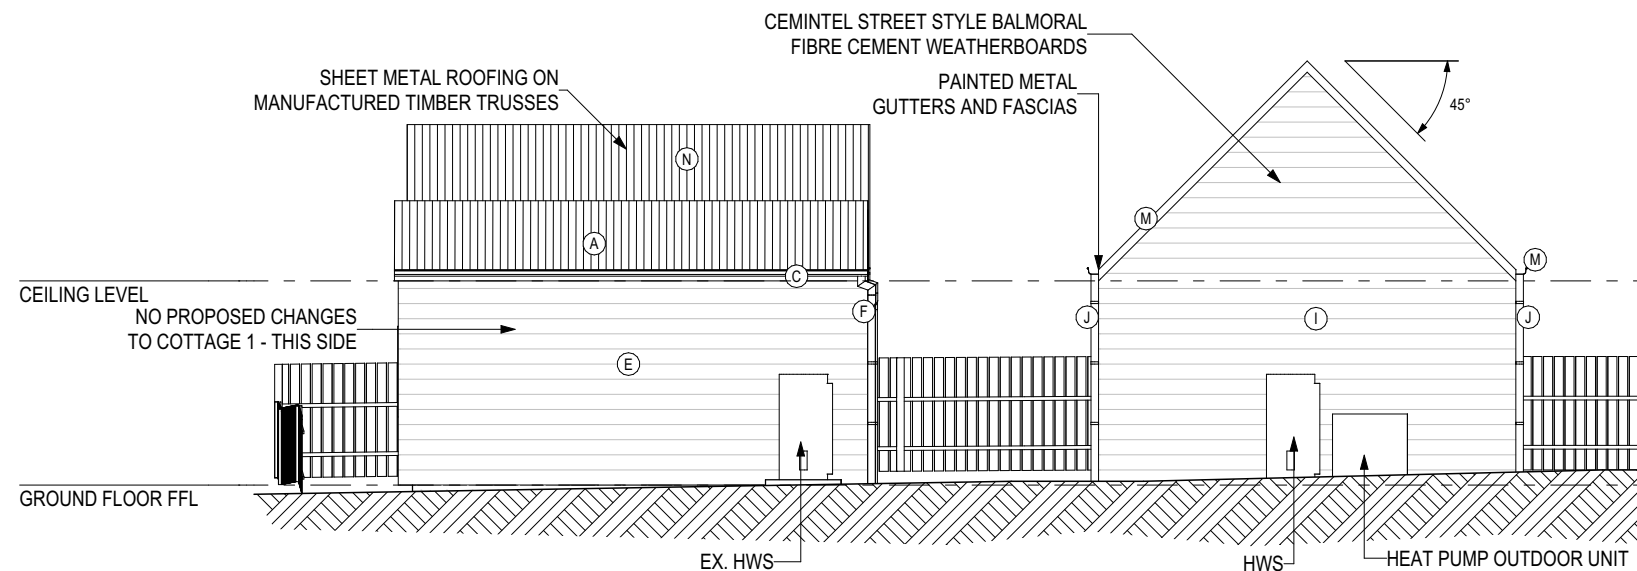 CEMINTEL STREET STYLE BALMORAL
FIBRE CEMENT WEATHERBOARDS
SHEET METAL ROOFING ON
MANUFACTURED TIMBER TRUSSES
PAINTED METAL
GUTTERS AND FASCIAS
45°
N
M
A
M
C
CEILING LEVEL
NO PROPOSED CHANGES
TO COTTAGE 1 - THIS SIDE
F
J
I
J
E
GROUND FLOOR FFL
EX. HWS
HWS
HEAT PUMP OUTDOOR UNIT